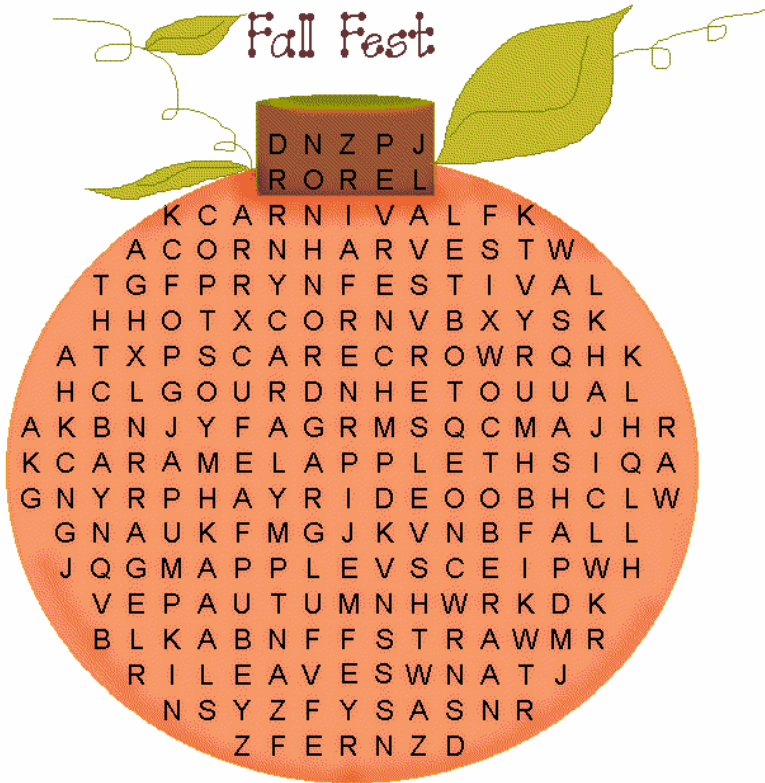 Fall Fest
D N Z P J
R O R E L
K C A R N I V A L F K
A C O R N H A R V E S T W
T G F P R Y N F E S T I V A L
H H O T X C O R N V B X Y S K
A T X P S C A R E C R O W R Q H K
H C L G O U R D N H E T O U U A L
A K B N J Y F A G R M S Q C M A J H R
K C A R A M E L A P P L E T H S I Q A
G N Y R P H A Y R I D E O O B H C L W
G N A U K F M G J K V N B F A L L
J Q G M A P P L E V S C E I P W H
V E P A U T U M N H W R K D K
B L K A B N F F S T R A W M R
R I L E A V E S W N A T J
N S Y Z F Y S A S N R
Z F E R N Z D